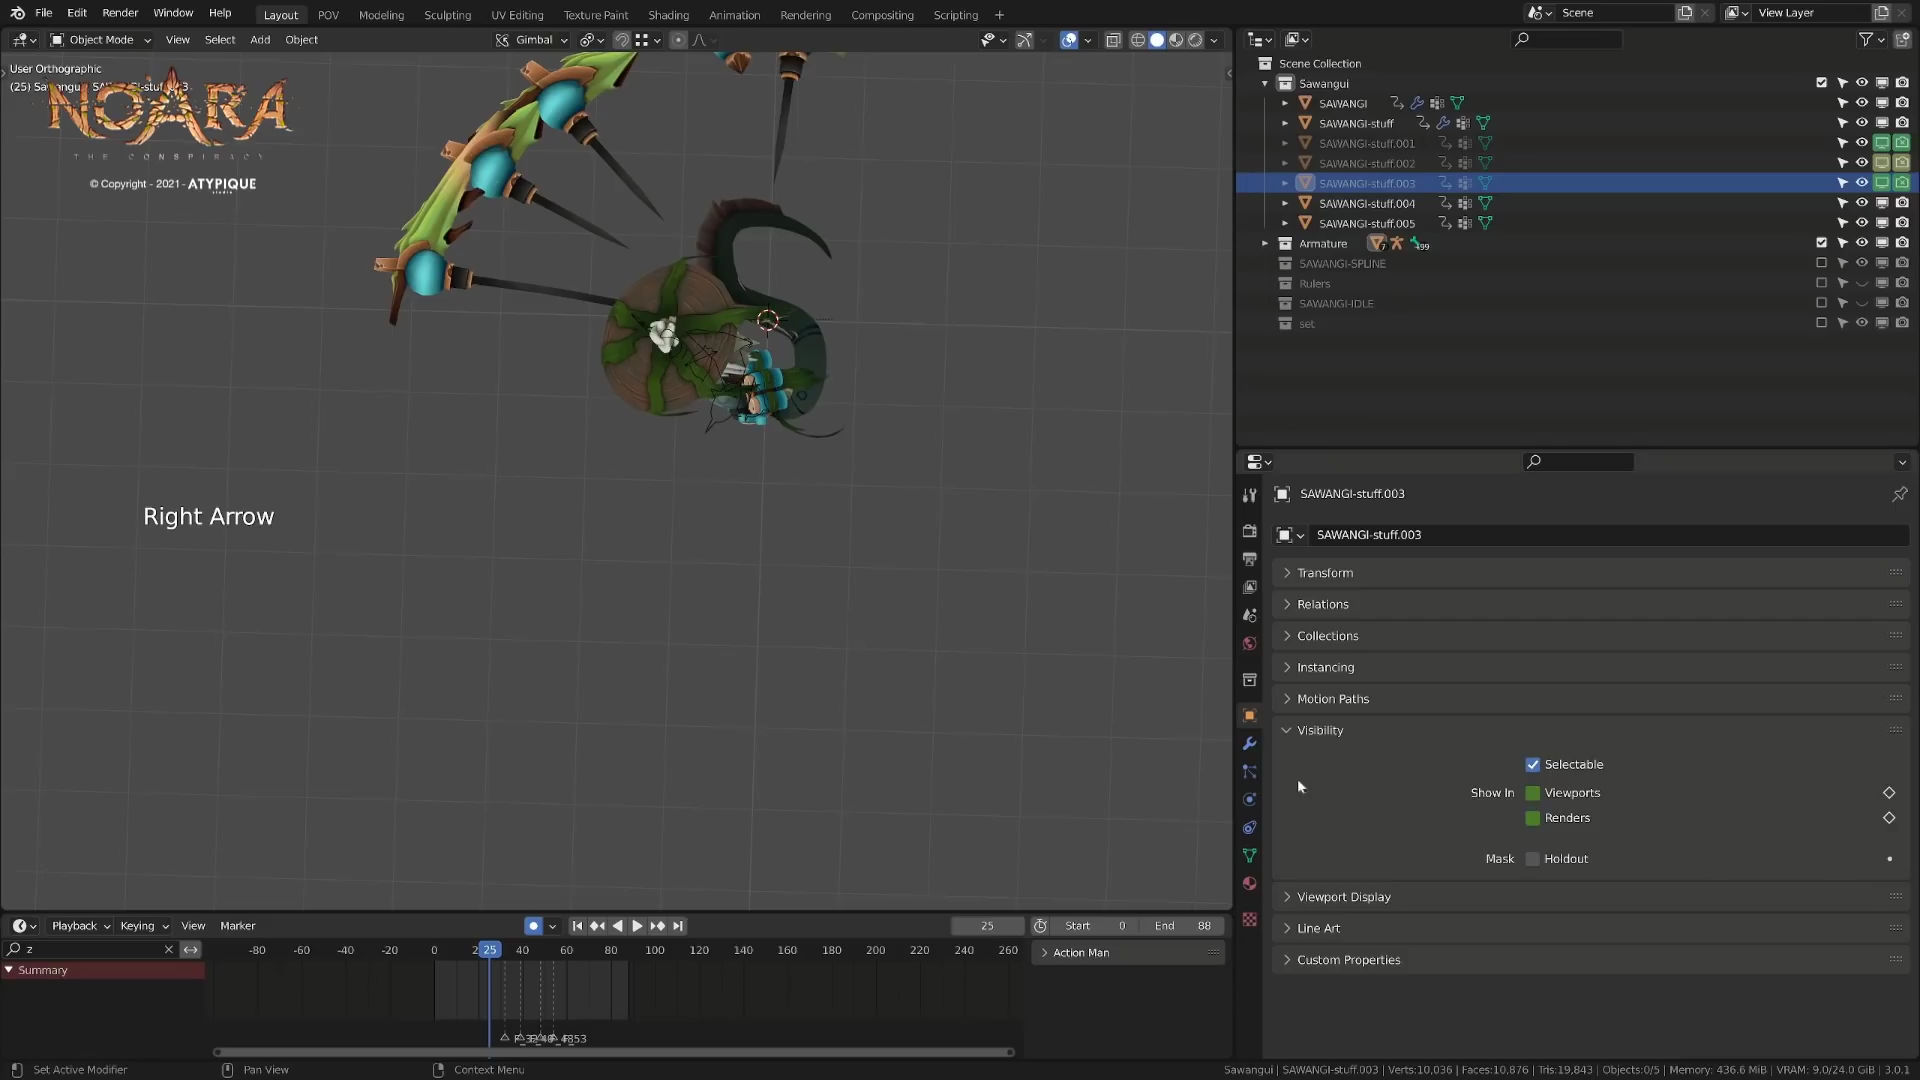 File Edit Render Window Help
Layout POV Modeling Sculpting UV Editing Texture Paint Shading Animation Rendering Compositing Scripting +
Scene
View Layer
Object Mode View Select Add Object
Gimbal
User Orthographic
NOARA
THE CONSPIRACY
© Copyright - 2021 - ATYPIQUE
studio
Right Arrow
Scene Collection
Sawangui
SAWANGI
SAWANGI-stuff
SAWANGI-stuff.001
SAWANGI-stuff.002
SAWANGI-stuff.003
SAWANGI-stuff.004
SAWANGI-stuff.005
Armature 7 99
SAWANGI-SPLINE
Rulers
SAWANGI-IDLE
set
SAWANGI-stuff.003
SAWANGI-stuff.003
Transform
Relations
Collections
Instancing
Motion Paths
Visibility
Selectable
Show In Viewports
Renders
Mask Holdout
Viewport Display
Line Art
Custom Properties
Playback Keying View Marker
25 Start 0 End 88
z
-80 -60 -40 -20 0 25 40 60 80 100 120 140 160 180 200 220 240 260
Action Man
Summary
Set Active Modifier Pan View Context Menu
Sawangui | SAWANGI-stuff.003 | Verts:10,036 | Faces:10,876 | Tris:19,843 | Objects:0/5 | Memory: 436.6 MiB | VRAM: 9.0/24.0 GiB | 3.0.1